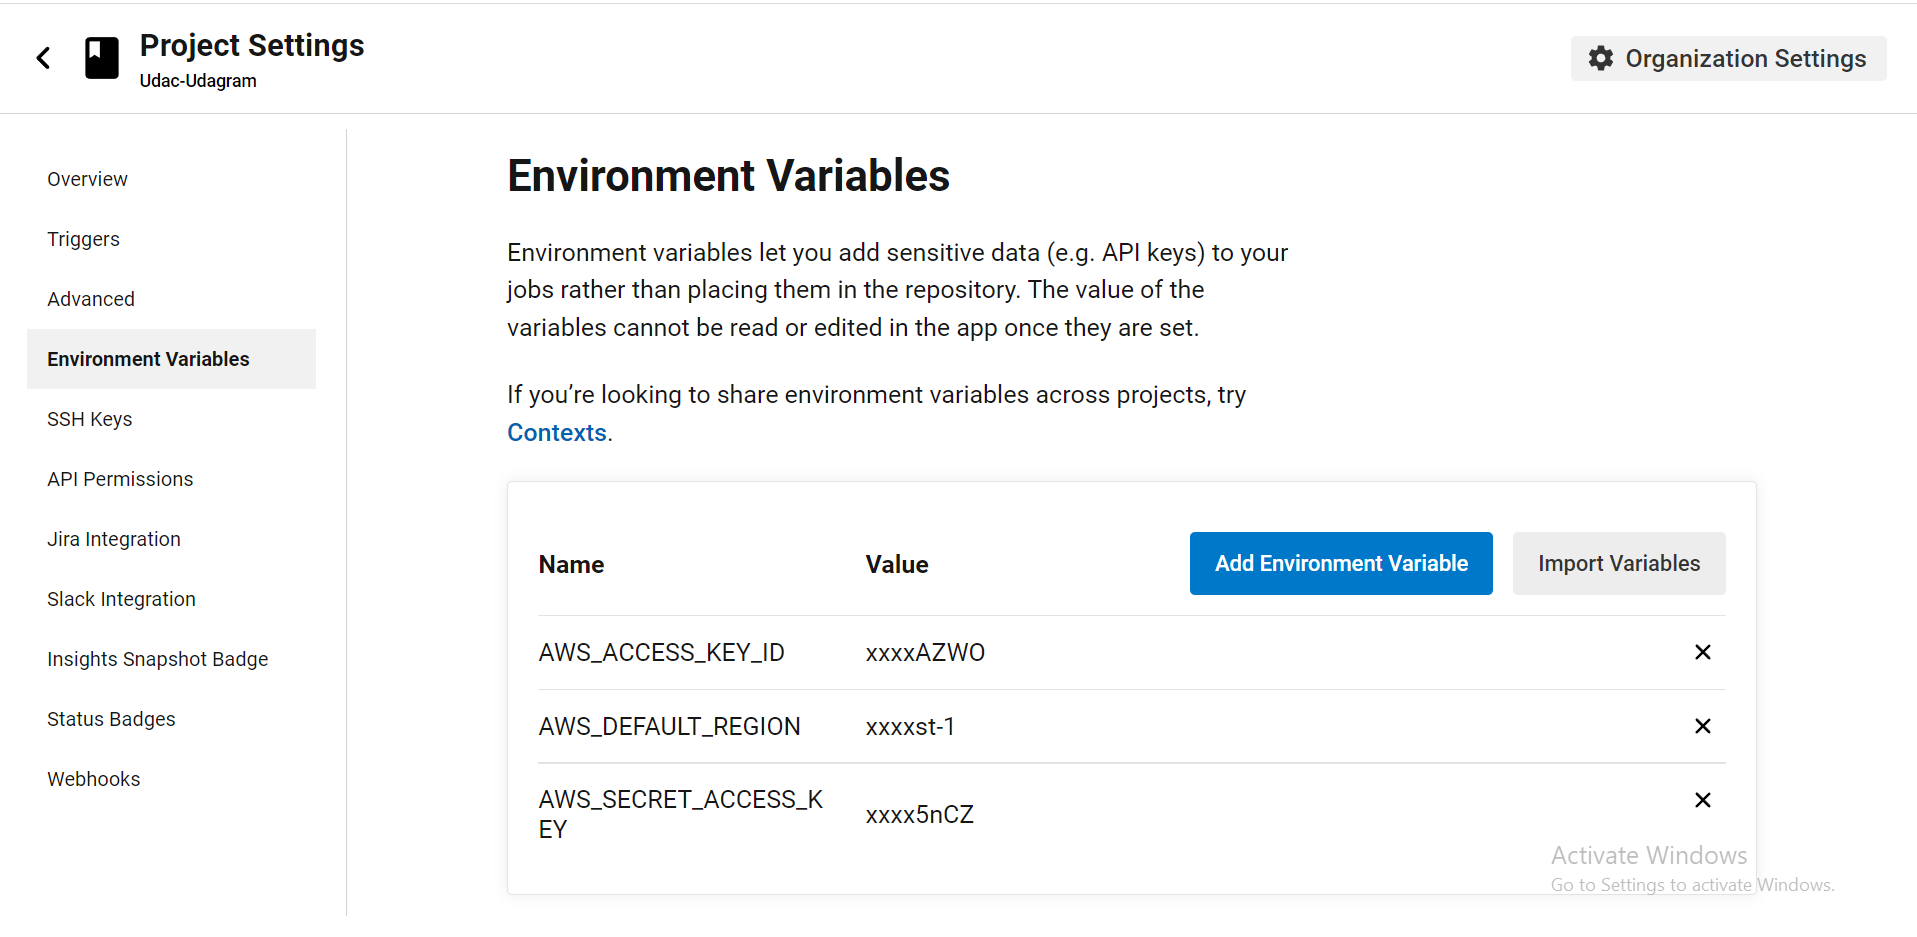 Project Settings
Udac-Udagram
Organization Settings
Overview
Triggers
Advanced
Environment Variables
SSH Keys
API Permissions
Jira Integration
Slack Integration
Insights Snapshot Badge
Status Badges
Webhooks
Environment Variables
Environment variables let you add sensitive data (e.g. API keys) to your
jobs rather than placing them in the repository. The value of the
variables cannot be read or edited in the app once they are set.
If you’re looking to share environment variables across projects, try
Contexts.
Name Value Add Environment Variable Import Variables
AWS_ACCESS_KEY_ID xxxxAZWO
AWS_DEFAULT_REGION xxxxst-1
AWS_SECRET_ACCESS_K
EY xxxx5nCZ
Activate Windows
Go to Settings to activate Windows.